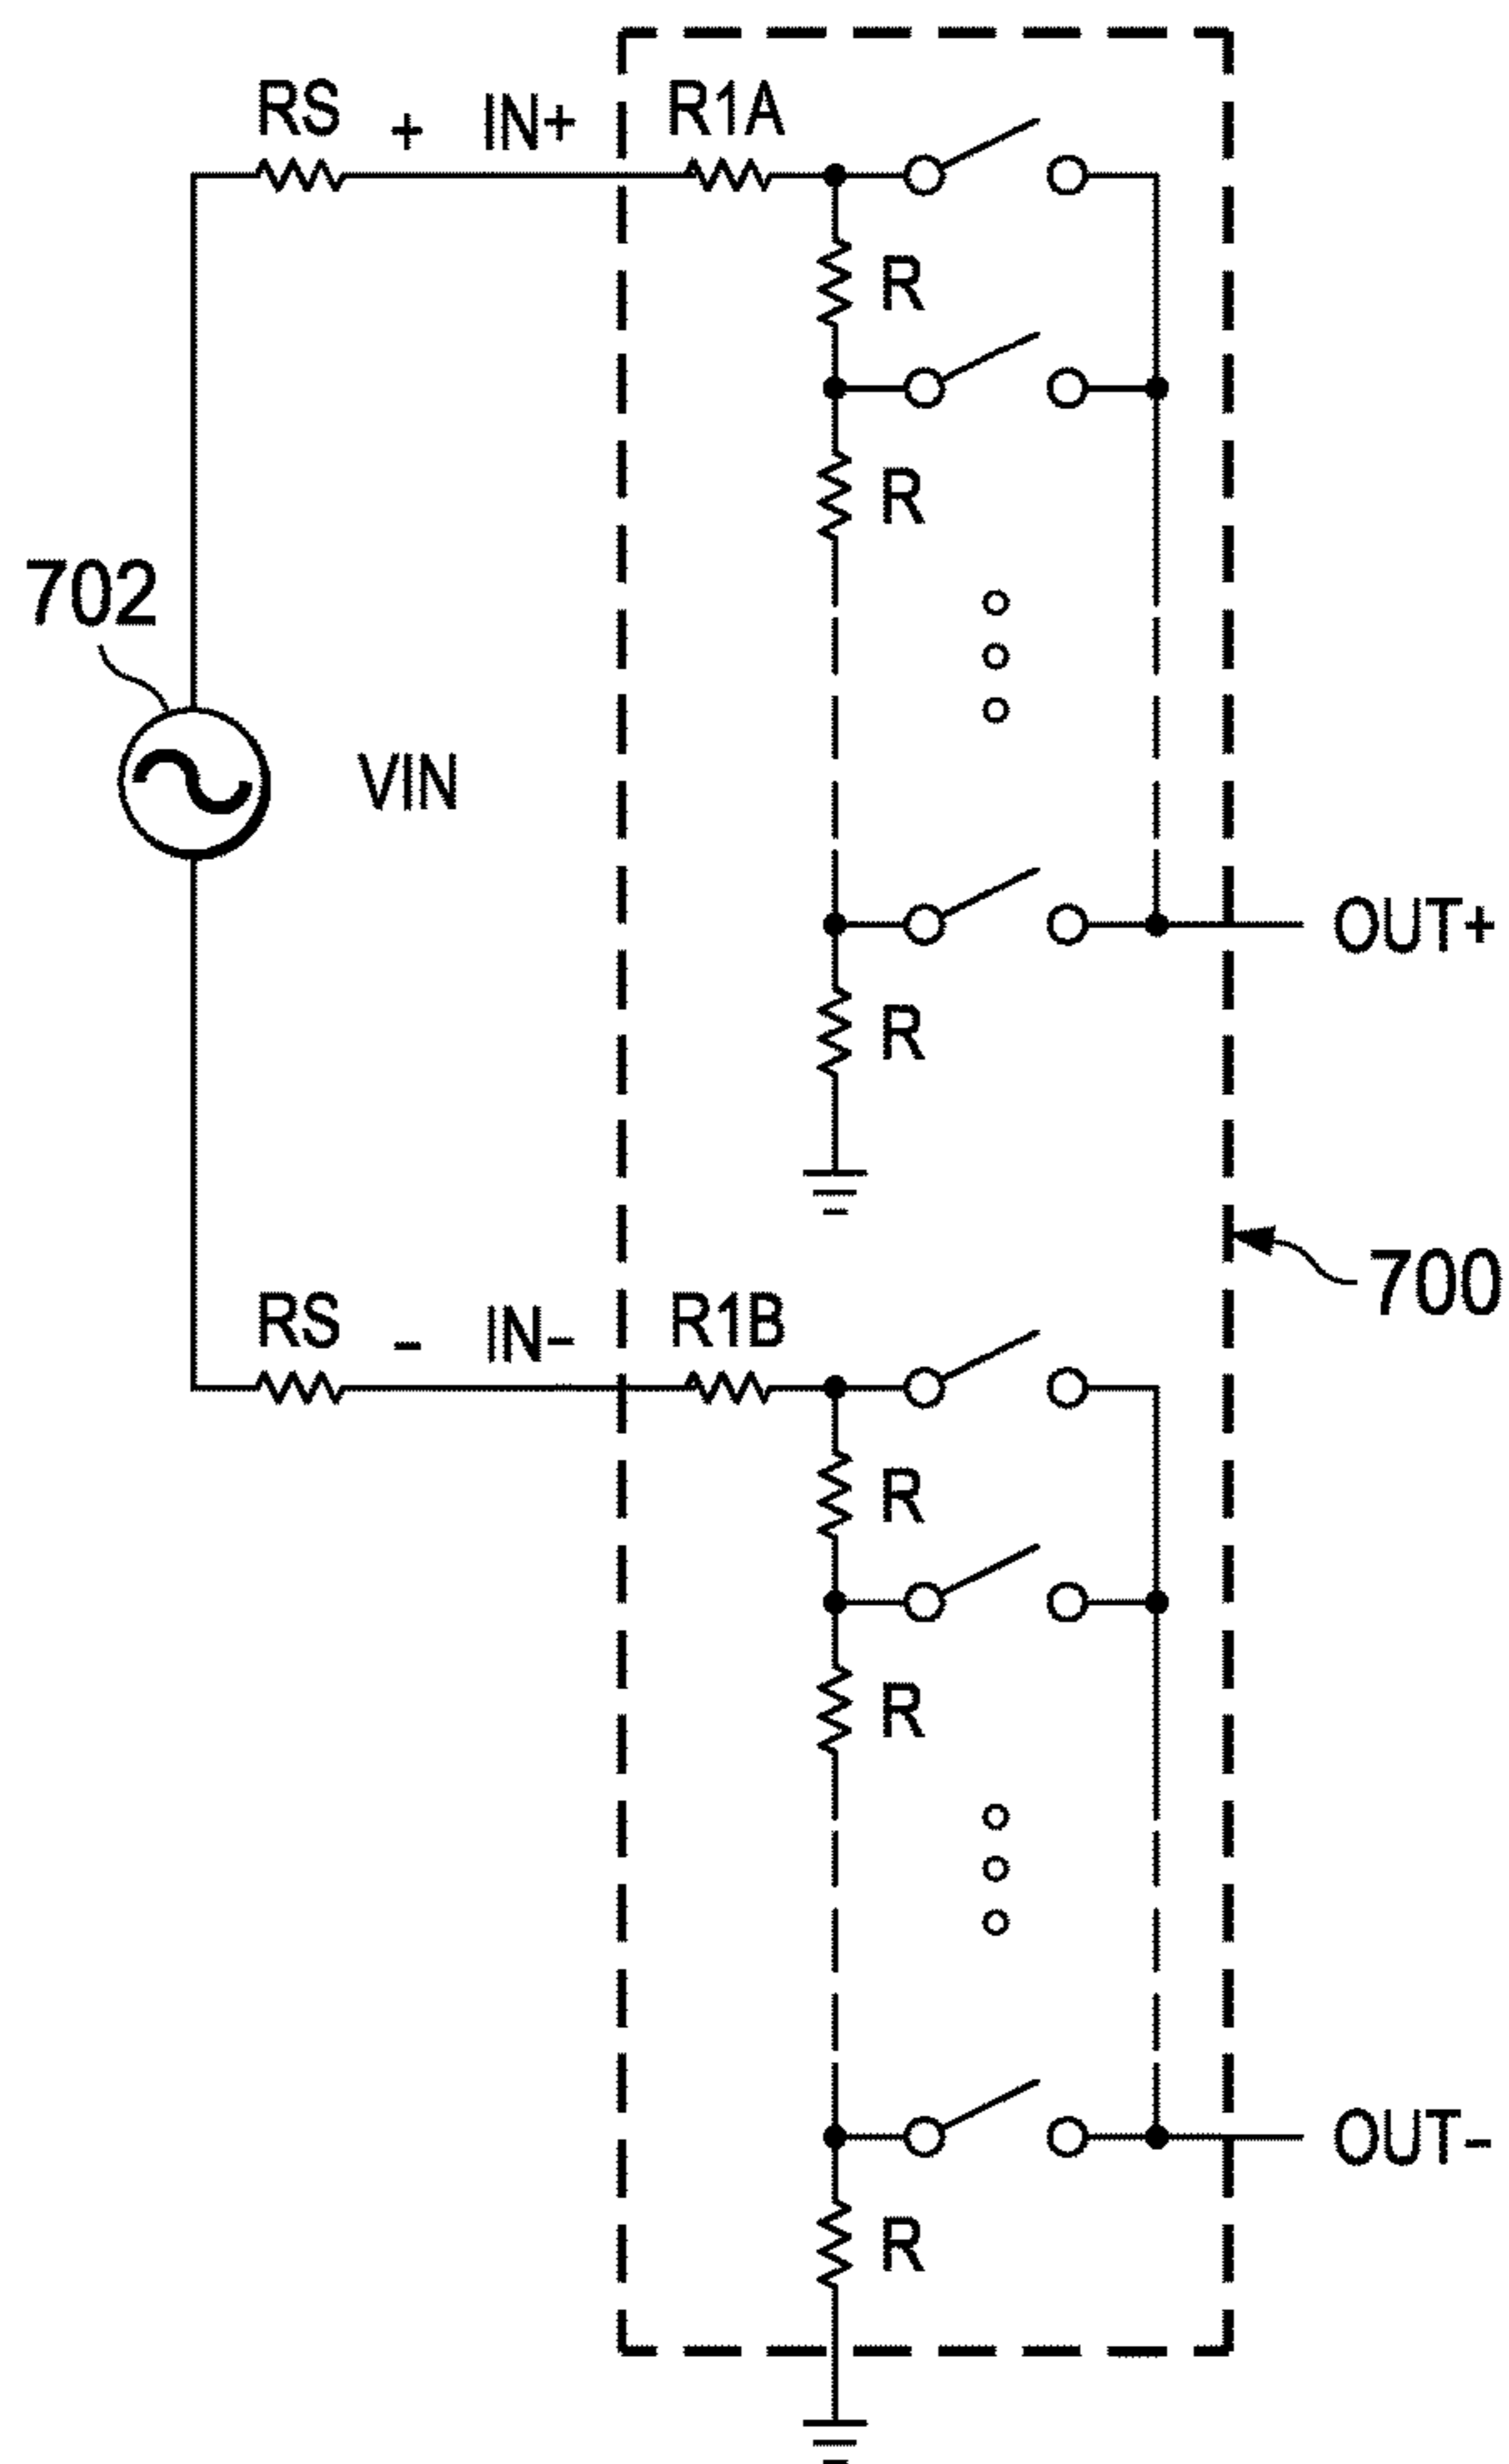 RS + IN+ R1A
R
R
702
VIN
OUT+
R
700
RS - IN- R1B
R
R
OUT-
R